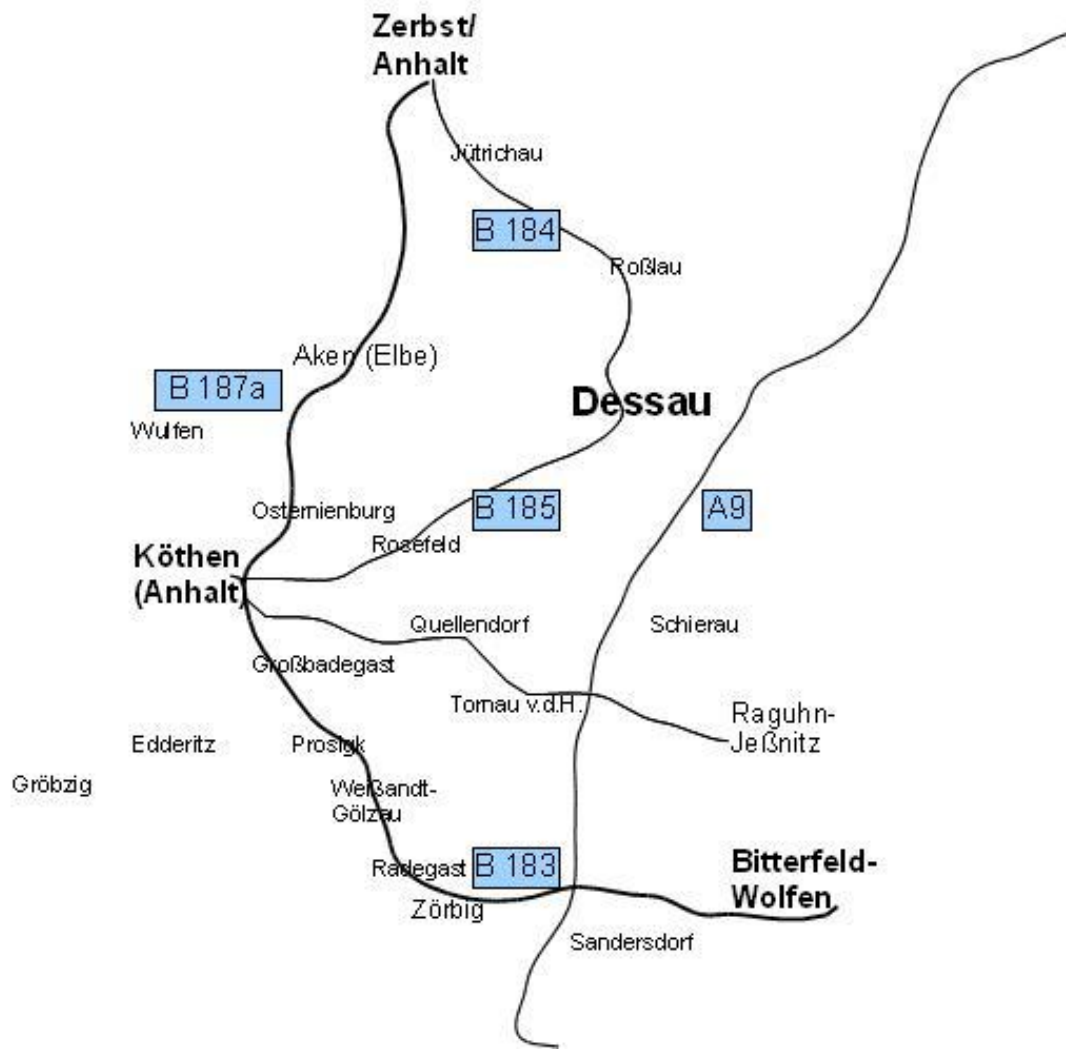 Zerbst/
Anhalt
Jütrichau
B 184
Roßlau
Aken (Elbe)
B 187a
Dessau
Wulfen
Osternienburg
B 185
A9
Rosefeld
Köthen
(Anhalt)
Quellendorf
Schierau
Großbadegast
Tornau v.d.H.
Raguhn-
Jeßnitz
Edderitz
Prosigk
Gröbzig
Weißandt-
Gölzau
Radegast
B 183
Bitterfeld-
Wolfen
Zörbig
Sandersdorf